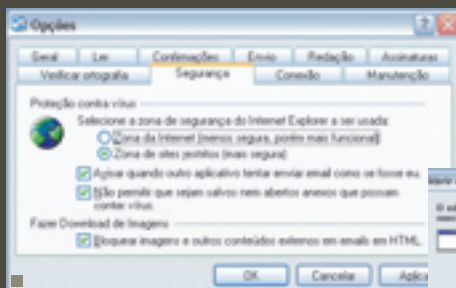 Opções
Geral Ler Confirmações Envio Redação Assinaturas
Verificar ortografia Segurança Conexão Manutenção
Proteção contra vírus
Selecione a zona de segurança do Internet Explorer a ser usada:
Zona da Internet (menos segura, porém mais funcional)
Zona de sites restritos (mais segura)
Avisar quando outro aplicativo tentar enviar email como se fosse eu.
Não permitir que sejam salvos nem abertos anexos que possam
conter vírus.
Fazer Download de Imagens
Bloquear imagens e outros conteúdos externos em emails em HTML.
OK Cancelar Aplica